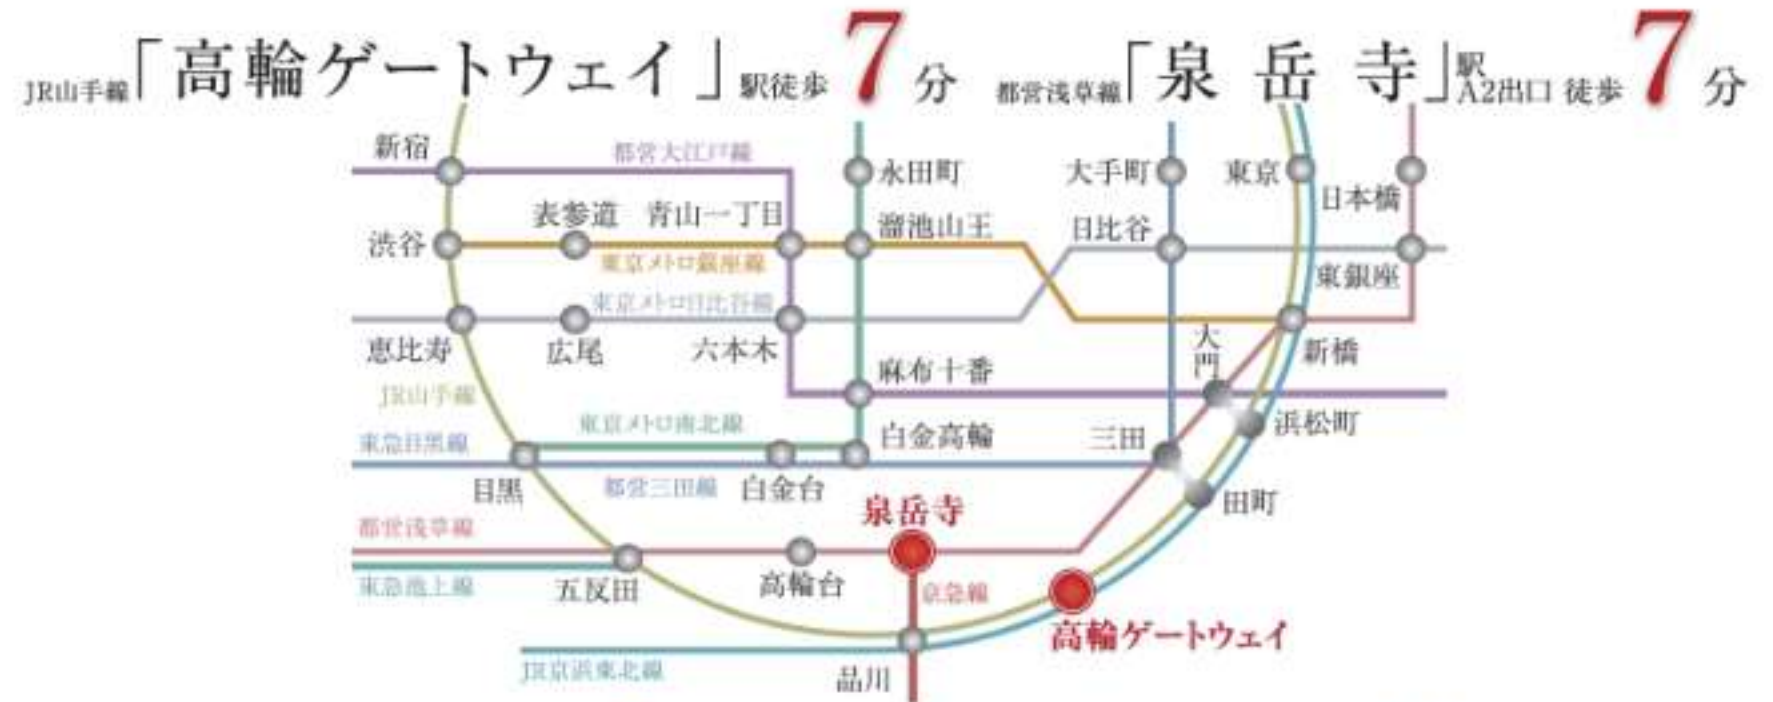 JR山手線「高輪ゲートウェイ」駅徒歩7分
都営浅草線「泉岳寺」駅A2出口 徒歩7分
新宿
都営大江戸線
永田町
大手町
東京
日本橋
渋谷
表参道
青山一丁目
溜池山王
日比谷
東京メトロ銀座線
東銀座
東京メトロ日比谷線
恵比寿
広尾
六本木
大門
新橋
麻布十番
JR山手線
東京メトロ南北線
白金高輪
三田
浜松町
東急目黒線
目黒
都営三田線
白金台
田町
泉岳寺
都営浅草線
東急池上線
五反田
高輪台
京急線
高輪ゲートウェイ
JR京浜東北線
品川